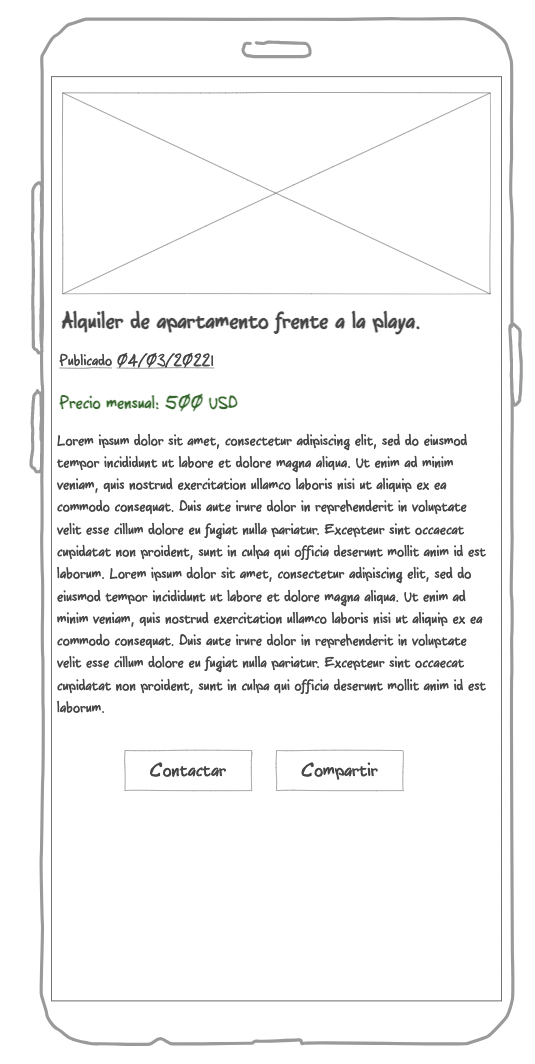 Alquiler de apartamento frente a la playa.
Publicado 04/03/20221
Precio mensual: 500 USD
Lorem ipsum dolor sit amet, consectetur adipiscing elit, sed do eiusmod
tempor incididunt ut labore et dolore magna aliqua. Ut enim ad minim
veniam, quis nostrud exercitation ullamco laboris nisi ut aliquip ex ea
commodo consequat. Duis aute irure dolor in reprehenderit in voluptate
velit esse cillum dolore eu fugiat nulla pariatur. Excepteur sint occaecat
cupidatat non proident, sunt in culpa qui officia deserunt mollit anim id est
laborum. Lorem ipsum dolor sit amet, consectetur adipiscing elit, sed do
eiusmod tempor incididunt ut labore et dolore magna aliqua. Ut enim ad
minim veniam, quis nostrud exercitation ullamco laboris nisi ut aliquip ex ea
commodo consequat. Duis aute irure dolor in reprehenderit in voluptate
velit esse cillum dolore eu fugiat nulla pariatur. Excepteur sint occaecat
cupidatat non proident, sunt in culpa qui officia deserunt mollit anim id est
laborum.
Contactar Compartir